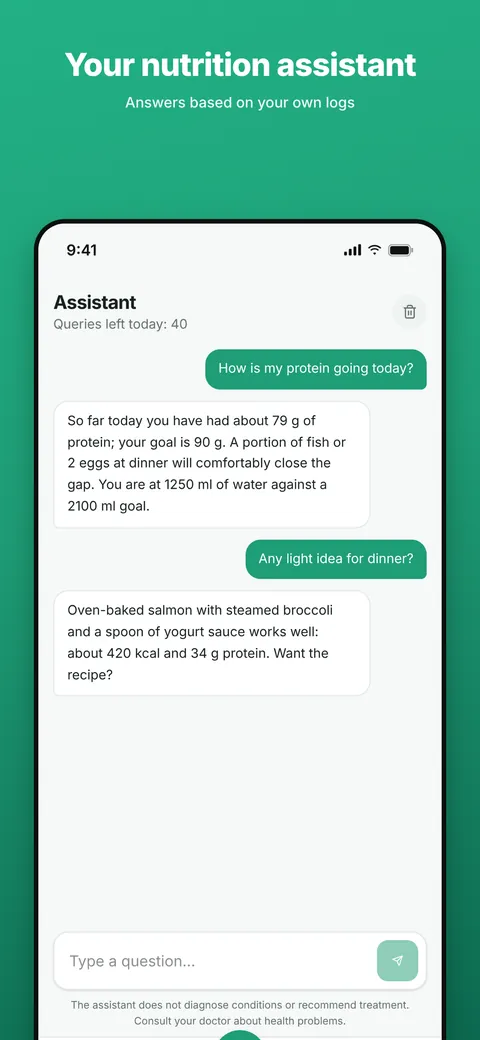 Your nutrition assistant
Answers based on your own logs
9:41
Assistant
Queries left today: 40
How is my protein going today?
So far today you have had about 79 g of
protein; your goal is 90 g. A portion of fish or
2 eggs at dinner will comfortably close the
gap. You are at 1250 ml of water against a
2100 ml goal.
Any light idea for dinner?
Oven-baked salmon with steamed broccoli
and a spoon of yogurt sauce works well:
about 420 kcal and 34 g protein. Want the
recipe?
Type a question...
The assistant does not diagnose conditions or recommend treatment.
Consult your doctor about health problems.